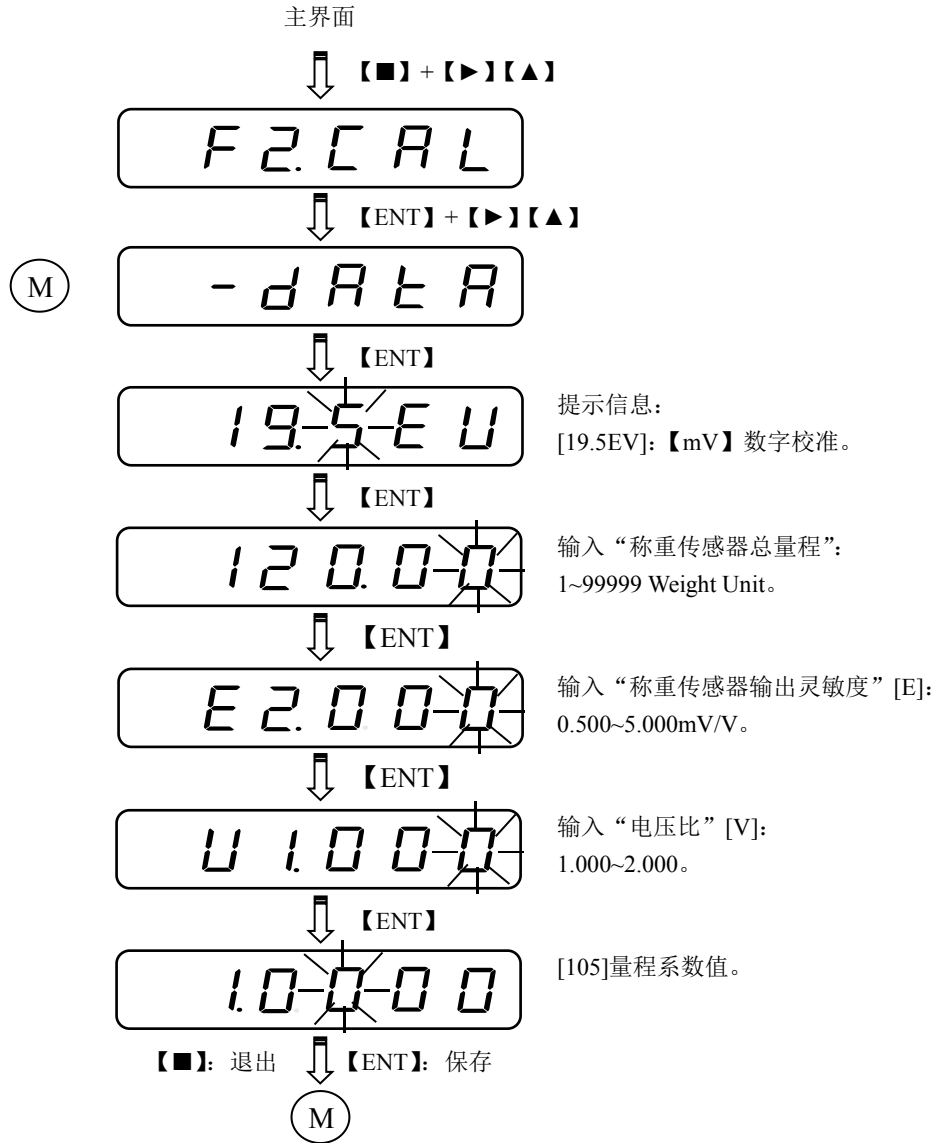 主界面
【■】+【►】【▲】
F2.CAL
【ENT】+【►】【▲】
M
-dAtA
【ENT】
19.5EU
提示信息:
[19.5EV]:【mV】数字校准。
【ENT】
120.00
输入“称重传感器总量程”:
1~99999 Weight Unit。
【ENT】
E2.000
输入“称重传感器输出灵敏度”[E]:
0.500~5.000mV/V。
【ENT】
U1.000
输入“电压比”[V]:
1.000~2.000。
【ENT】
1.0000
[105]量程系数值。
【■】:退出 【ENT】:保存
M